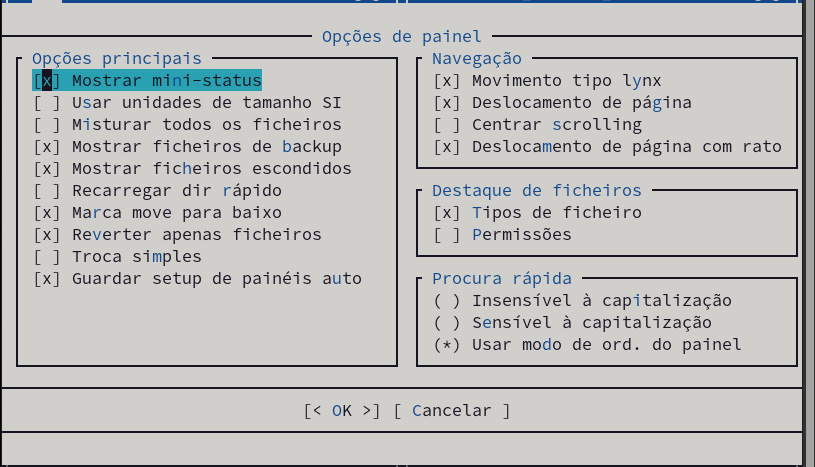 Opções de painel
Opções principais
[x] Mostrar mini-status
[ ] Usar unidades de tamanho SI
[ ] Misturar todos os ficheiros
[x] Mostrar ficheiros de backup
[x] Mostrar ficheiros escondidos
[ ] Recarregar dir rápido
[x] Marca move para baixo
[x] Reverter apenas ficheiros
[ ] Troca simples
[x] Guardar setup de painéis auto
Navegação
[x] Movimento tipo lynx
[x] Deslocamento de página
[ ] Centrar scrolling
[x] Deslocamento de página com rato
Destaque de ficheiros
[x] Tipos de ficheiro
[ ] Permissões
Procura rápida
( ) Insensível à capitalização
( ) Sensível à capitalização
(*) Usar modo de ord. do painel
[< OK >] [ Cancelar ]